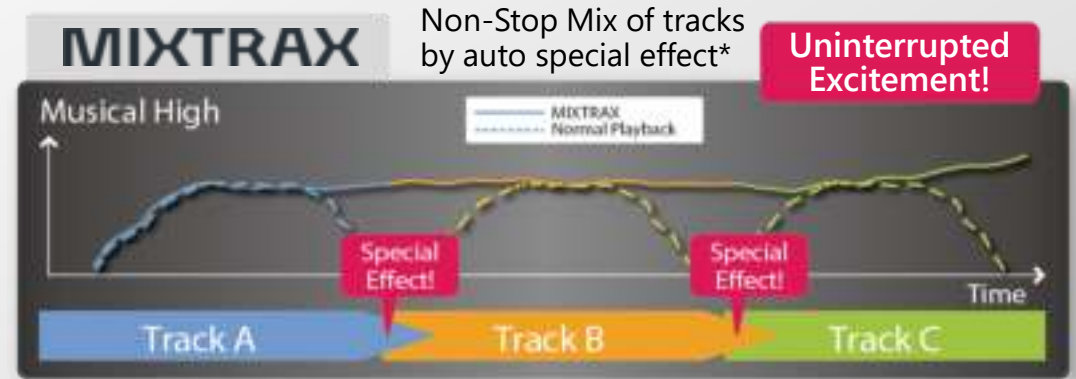 MIXTRAX
Non-Stop Mix of tracks
by auto special effect*
Uninterrupted
Excitement!
Musical High
MIXTRAX
Normal Playback
Special
Effect!
Special
Effect!
Time
Track A
Track B
Track C